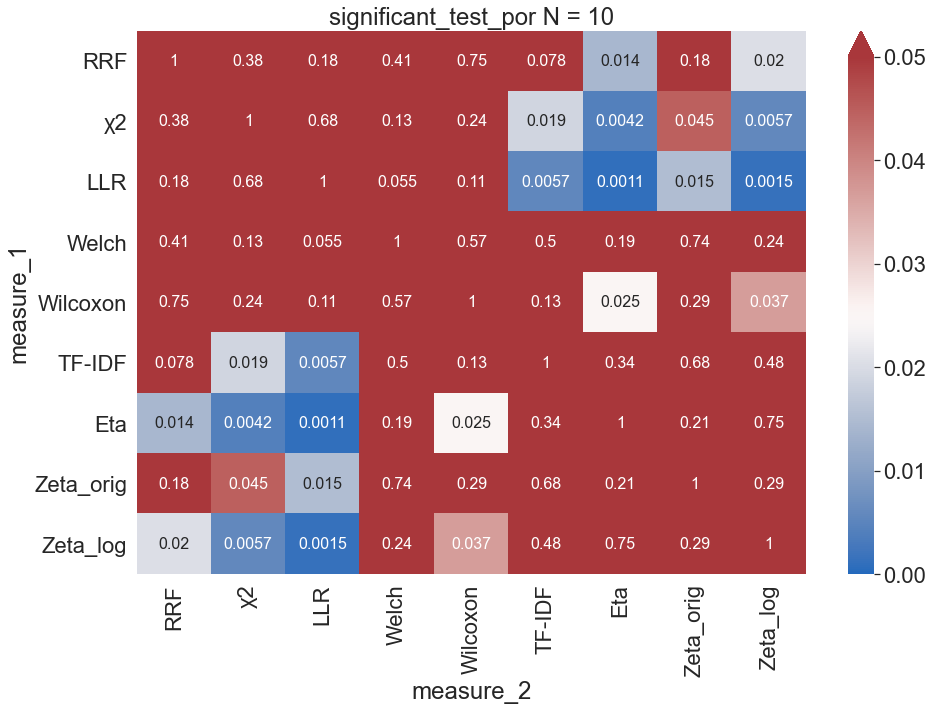 significant_test_por N = 10
measure_1
RRF 1 0.38 0.18 0.41 0.75 0.078 0.014 0.18 0.02
χ2 0.38 1 0.68 0.13 0.24 0.019 0.0042 0.045 0.0057
LLR 0.18 0.68 1 0.055 0.11 0.0057 0.0011 0.015 0.0015
Welch 0.41 0.13 0.055 1 0.57 0.5 0.19 0.74 0.24
Wilcoxon 0.75 0.24 0.11 0.57 1 0.13 0.025 0.29 0.037
TF-IDF 0.078 0.019 0.0057 0.5 0.13 1 0.34 0.68 0.48
Eta 0.014 0.0042 0.0011 0.19 0.025 0.34 1 0.21 0.75
Zeta_orig 0.18 0.045 0.015 0.74 0.29 0.68 0.21 1 0.29
Zeta_log 0.02 0.0057 0.0015 0.24 0.037 0.48 0.75 0.29 1
RRF χ2 LLR Welch Wilcoxon TF-IDF Eta Zeta_orig Zeta_log
measure_2
0.05
0.04
0.03
0.02
0.01
0.00